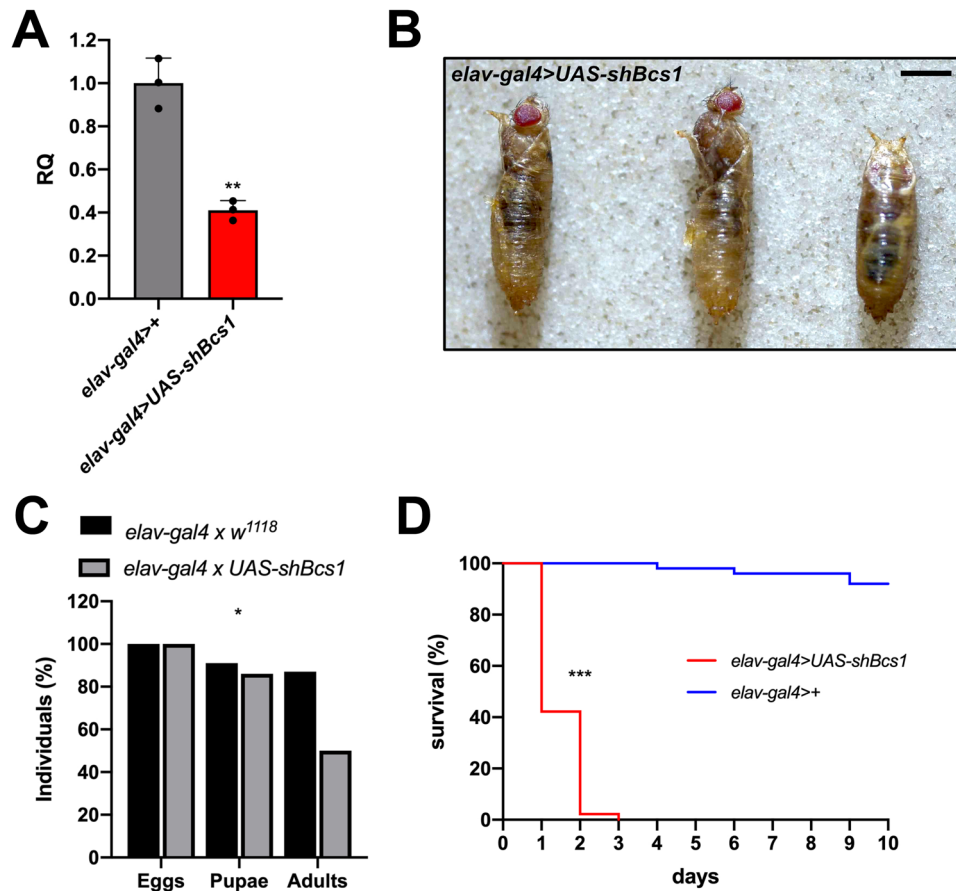 A
1.2
1.0
0.8
0.6
0.4
0.2
0.0
RQ
**
elav-gal4>+
elav-gal4>UAS-shBcs1
B
elav-gal4>UAS-shBcs1
C
elav-gal4 x w1118
elav-gal4 x UAS-shBcs1
120
100
80
60
40
20
0
Individuals (%)
*
Eggs Pupae Adults
D
100
80
60
40
20
0
survival (%)
***
elav-gal4>UAS-shBcs1
elav-gal4>+
0 1 2 3 4 5 6 7 8 9 10
days